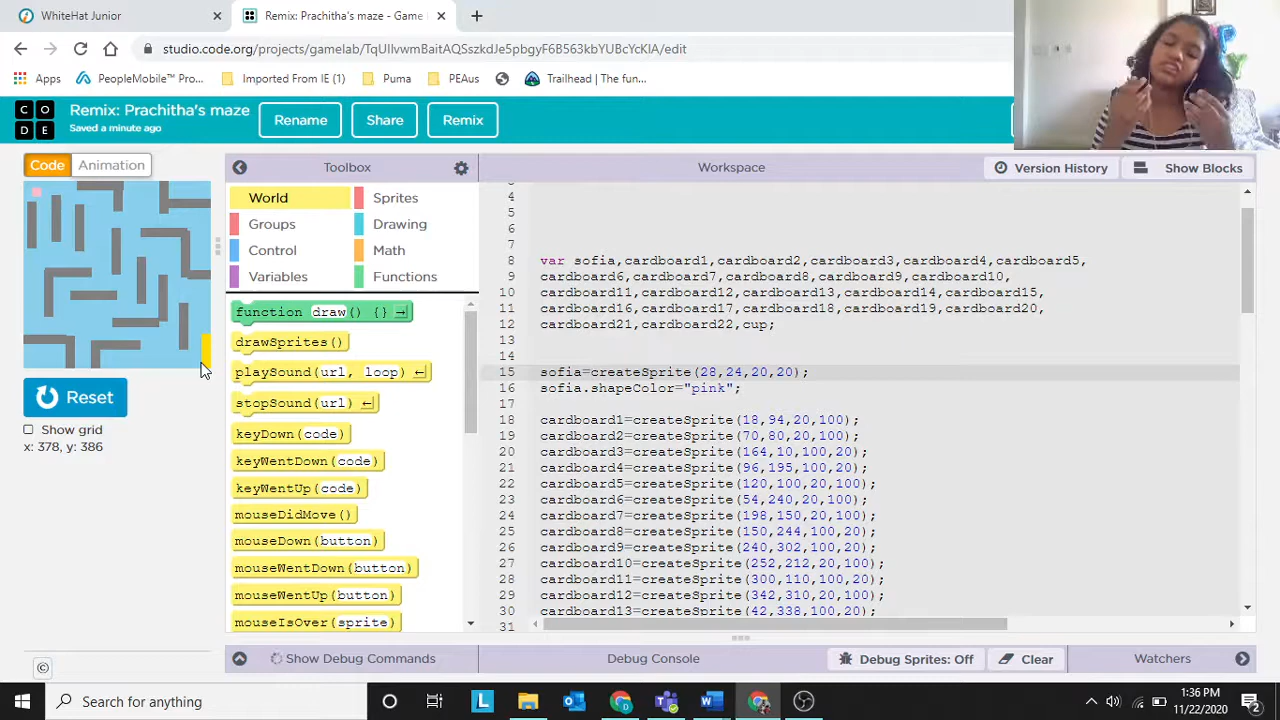 WhiteHat Junior
Remix: Prachitha's maze - Game
studio.code.org/projects/gamelab/TqUIlvwmBaitAQSszkdJe5pbgyF6B563kbYUBcYcKIA/edit
Apps
PeopleMobile™ Pro...
Imported From IE (1)
Puma
PEAus
Trailhead | The fun...
C O
D E
Remix: Prachitha's maze
Saved a minute ago
Rename
Share
Remix
Code
Animation
Toolbox
Workspace
Version History
Show Blocks
World
Sprites
Groups
Drawing
Control
Math
Variables
Functions
function draw() {}
drawSprites()
playSound(url, loop)
stopSound(url)
keyDown(code)
keyWentDown(code)
keyWentUp(code)
mouseDidMove()
mouseDown(button)
mouseWentDown(button)
mouseWentUp(button)
mouseIsOver(sprite)
Reset
Show grid
x: 378, y: 386
4
5
6
7
8 var sofia,cardboard1,cardboard2,cardboard3,cardboard4,cardboard5,
9 cardboard6,cardboard7,cardboard8,cardboard9,cardboard10,
10 cardboard11,cardboard12,cardboard13,cardboard14,cardboard15,
11 cardboard16,cardboard17,cardboard18,cardboard19,cardboard20,
12 cardboard21,cardboard22,cup;
13
14
15 sofia=createSprite(28,24,20,20);
16 sofia.shapeColor="pink";
17
18 cardboard1=createSprite(18,94,20,100);
19 cardboard2=createSprite(70,80,20,100);
20 cardboard3=createSprite(164,10,100,20);
21 cardboard4=createSprite(96,195,100,20);
22 cardboard5=createSprite(120,100,20,100);
23 cardboard6=createSprite(54,240,20,100);
24 cardboard7=createSprite(198,150,20,100);
25 cardboard8=createSprite(150,244,100,20);
26 cardboard9=createSprite(240,302,100,20);
27 cardboard10=createSprite(252,212,20,100);
28 cardboard11=createSprite(300,110,100,20);
29 cardboard12=createSprite(342,310,20,100);
30 cardboard13=createSprite(42,338,100,20);
31
Show Debug Commands
Debug Console
Debug Sprites: Off
Clear
Watchers
Search for anything
1:36 PM
11/22/2020
2